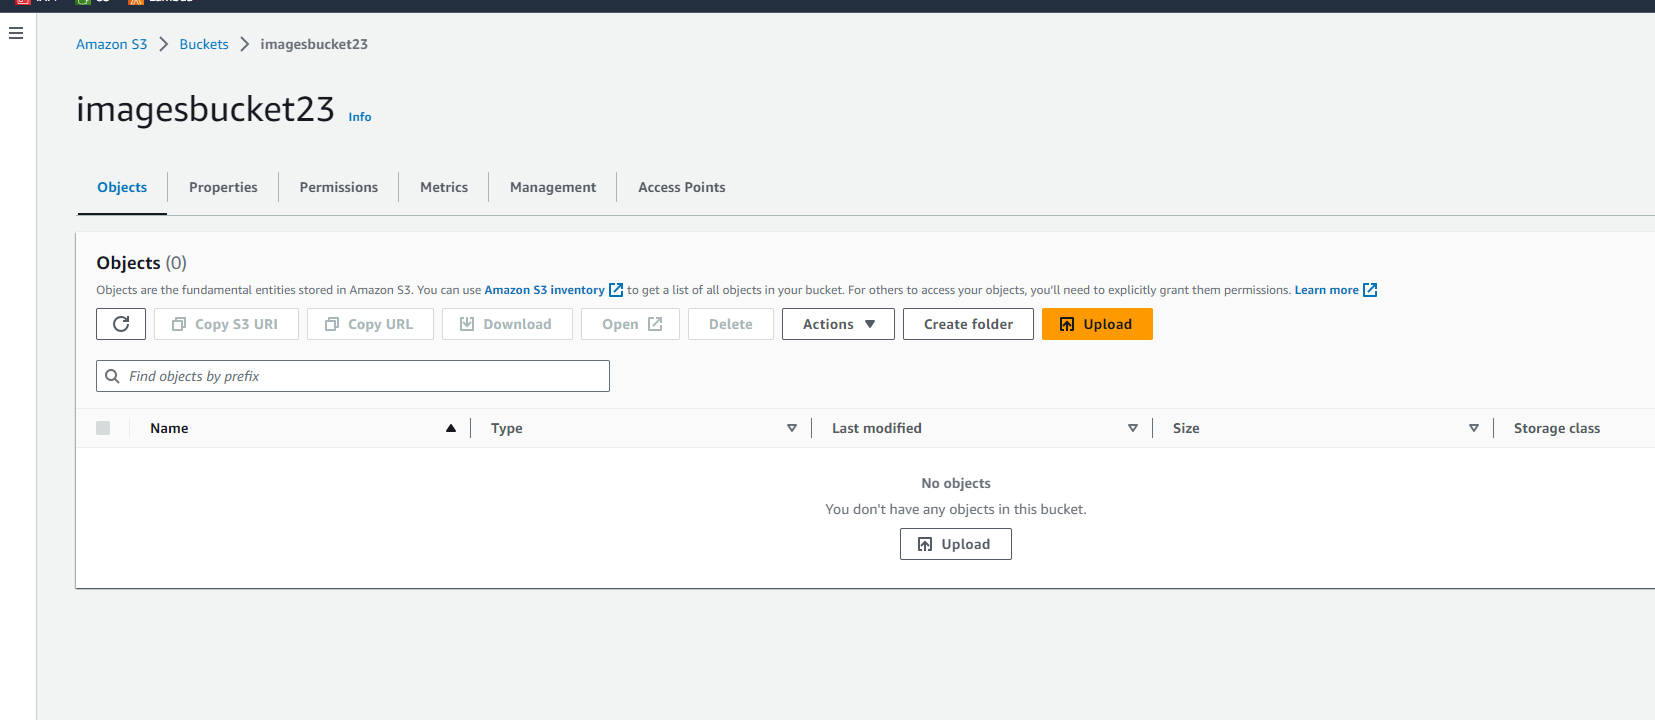 Amazon S3 Buckets imagesbucket23
imagesbucket23 Info
Objects Properties Permissions Metrics Management Access Points
Objects (0)
Objects are the fundamental entities stored in Amazon S3. You can use Amazon S3 inventory to get a list of all objects in your bucket. For others to access your objects, you'll need to explicitly grant them permissions. Learn more
Copy S3 URI Copy URL Download Open Delete Actions Create folder Upload
Find objects by prefix
Name Type Last modified Size Storage class
No objects
You don't have any objects in this bucket.
Upload